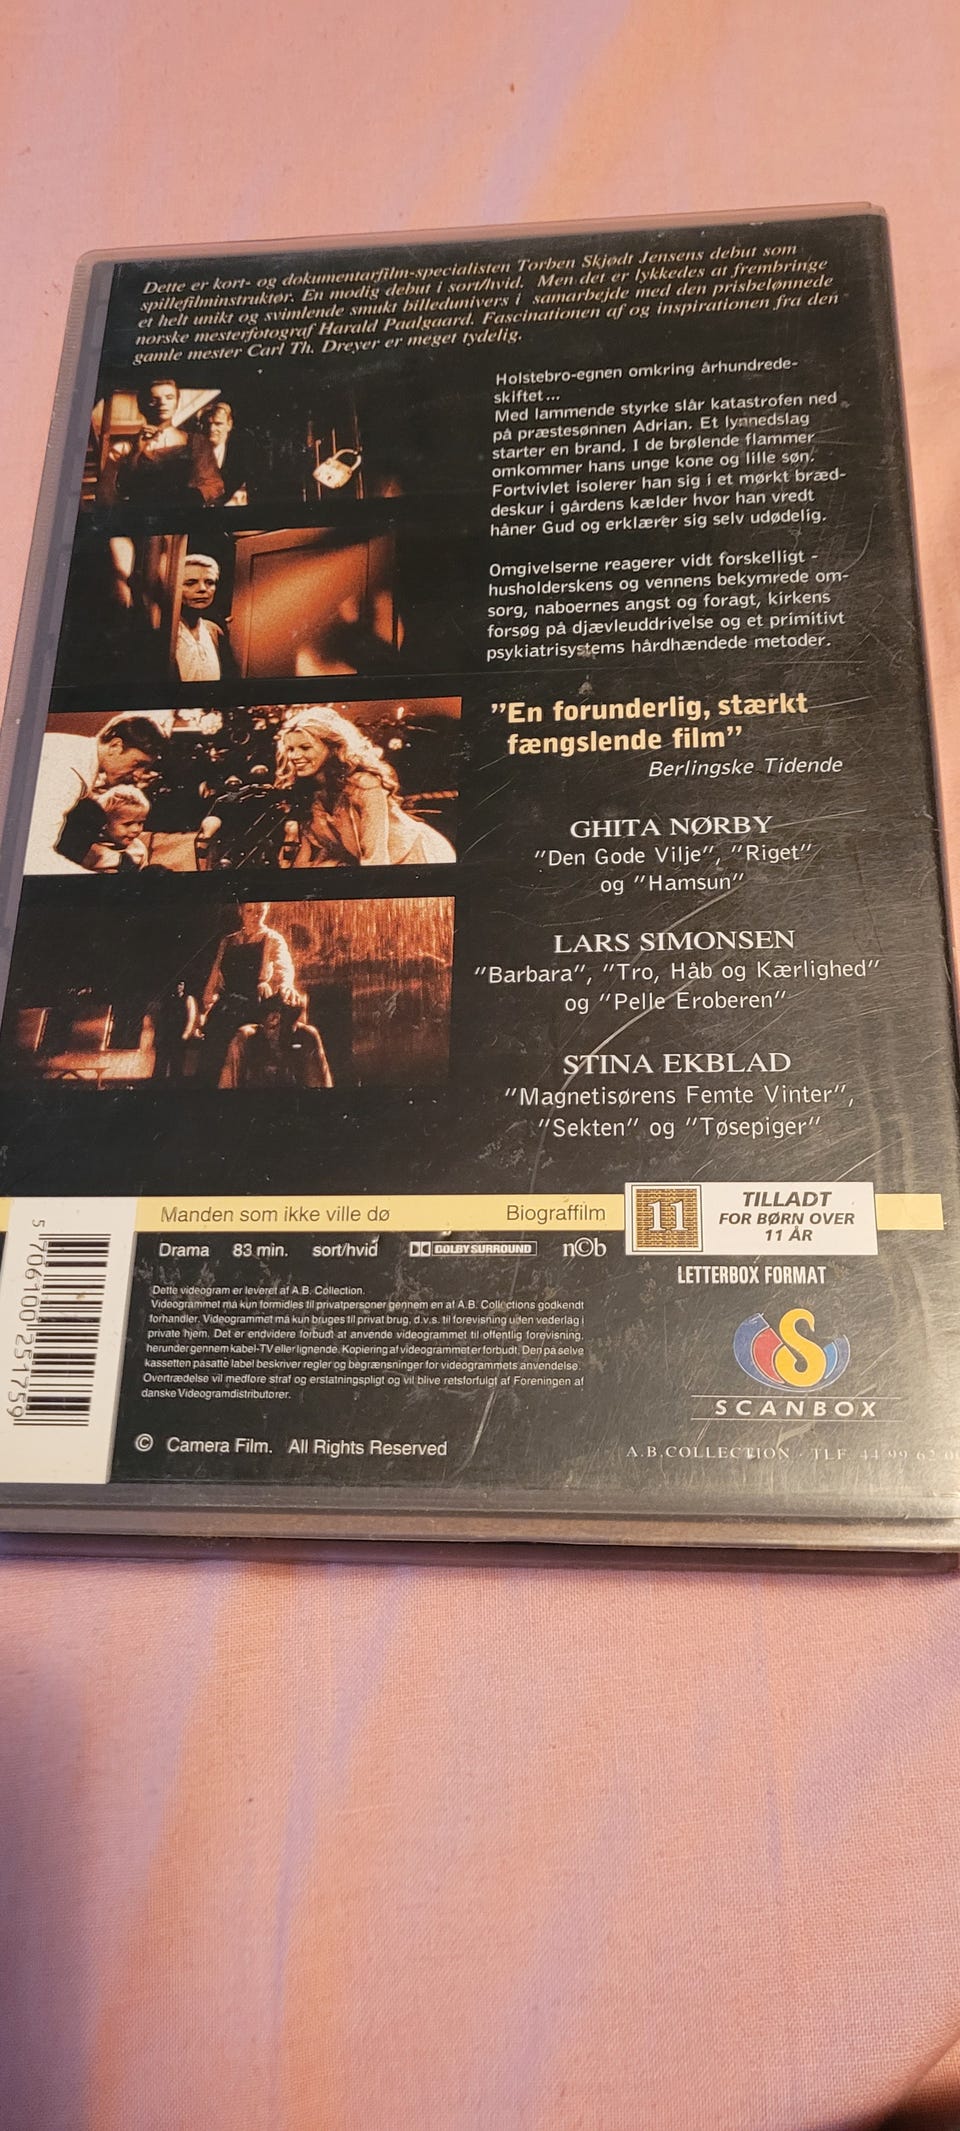 Dette er kort- og dokumentarfilm-specialisten Torben Skjødt Jensens debut som
spillefilminstruktør. En modig debut i sort/hvid. Men det er lykkedes at frembringe
et helt unikt og svimlende smukt billedunivers i samarbejde med den prisbelønnede
norske mesterfotograf Harald Paalgaard. Fascinationen af og inspirationen fra den
gamle mester Carl Th. Dreyer er meget tydelig.
Holstebro-egnen omkring århundrede-
skiftet...
Med lammende styrke slår katastrofen ned
på præstesønnen Adrian. Et lynnedslag
starter en brand. I de brølende flammer
omkommer hans unge kone og lille søn.
Fortvivlet isolerer han sig i et mørkt bræd-
deskur i gårdens kælder hvor han vredt
håner Gud og erklærer sig selv udødelig.
Omgivelserne reagerer vidt forskelligt -
husholderskens og vennens bekymrede om-
sorg, naboernes angst og foragt, kirkens
forsøg på djævleuddrivelse og et primitivt
psykiatrisystems hårdhændede metoder.
"En forunderlig, stærkt
fængslende film"
Berlingske Tidende
GHITA NØRBY
"Den Gode Vilje", "Riget"
og "Hamsun"
LARS SIMONSEN
"Barbara", "Tro, Håb og Kærlighed"
og "Pelle Eroberen"
STINA EKBLAD
"Magnetisørens Femte Vinter",
"Sekten" og "Tøsepiger"
Manden som ikke ville dø Biograffilm
11
TILLADT
FOR BØRN OVER
11 ÅR
Drama 83 min. sort/hvid DOLBY SURROUND n©b
LETTERBOX FORMAT
Dette videogram er leveret af A.B. Collection.
Videogrammet må kun formidles til privatpersoner gennem en af A.B. Collections godkendt
forhandler. Videogrammet må kun bruges til privat brug, d.v.s. til forevisning uden vederlag i
private hjem. Det er endvidere forbudt at anvende videogrammet til offentlig forevisning,
herunder gennem kabel-TV eller lignende. Kopiering af videogrammet er forbudt. Den på selve
kassetten påsatte label beskriver regler og begrænsninger for videogrammets anvendelse.
Overtrædelse vil medføre straf og erstatningspligt og vil blive retsforfulgt af Foreningen af
danske Videogramdistributører.
© Camera Film. All Rights Reserved
SCANBOX
A.B.COLLECTION · TLF. 44 99 62 0
5 706100 251759